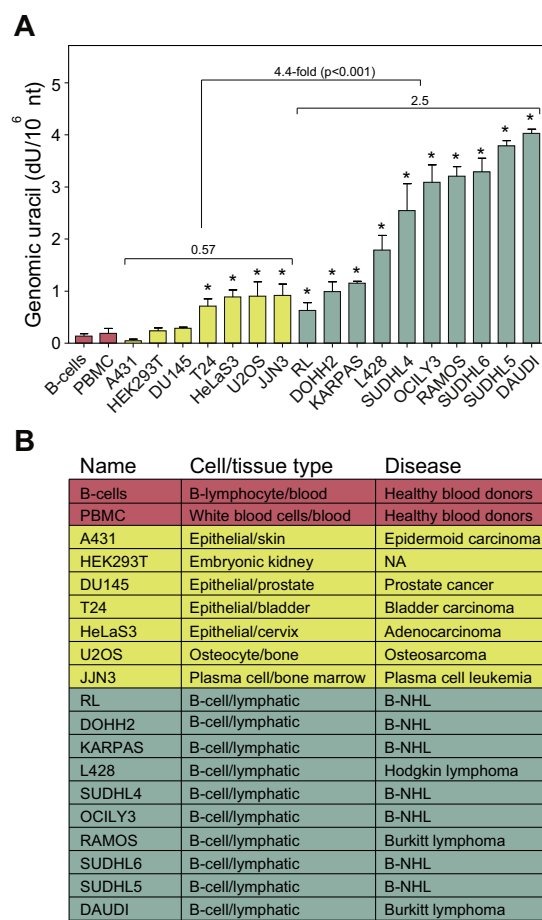 A
4.4-fold (p<0.001)
2.5
0.57
Genomic uracil (dU/10⁶ nt)
5
4
3
2
1
0
* * * * * * * * * * * * * *
B-cells PBMC A431 HEK293T DU145 T24 HeLaS3 U2OS JJN3 RL DOHH2 KARPAS L428 SUDHL4 OCILY3 RAMOS SUDHL6 SUDHL5 DAUDI
B
Name Cell/tissue type Disease
B-cells B-lymphocyte/blood Healthy blood donors
PBMC White blood cells/blood Healthy blood donors
A431 Epithelial/skin Epidermoid carcinoma
HEK293T Embryonic kidney NA
DU145 Epithelial/prostate Prostate cancer
T24 Epithelial/bladder Bladder carcinoma
HeLaS3 Epithelial/cervix Adenocarcinoma
U2OS Osteocyte/bone Osteosarcoma
JJN3 Plasma cell/bone marrow Plasma cell leukemia
RL B-cell/lymphatic B-NHL
DOHH2 B-cell/lymphatic B-NHL
KARPAS B-cell/lymphatic B-NHL
L428 B-cell/lymphatic Hodgkin lymphoma
SUDHL4 B-cell/lymphatic B-NHL
OCILY3 B-cell/lymphatic B-NHL
RAMOS B-cell/lymphatic Burkitt lymphoma
SUDHL6 B-cell/lymphatic B-NHL
SUDHL5 B-cell/lymphatic B-NHL
DAUDI B-cell/lymphatic Burkitt lymphoma